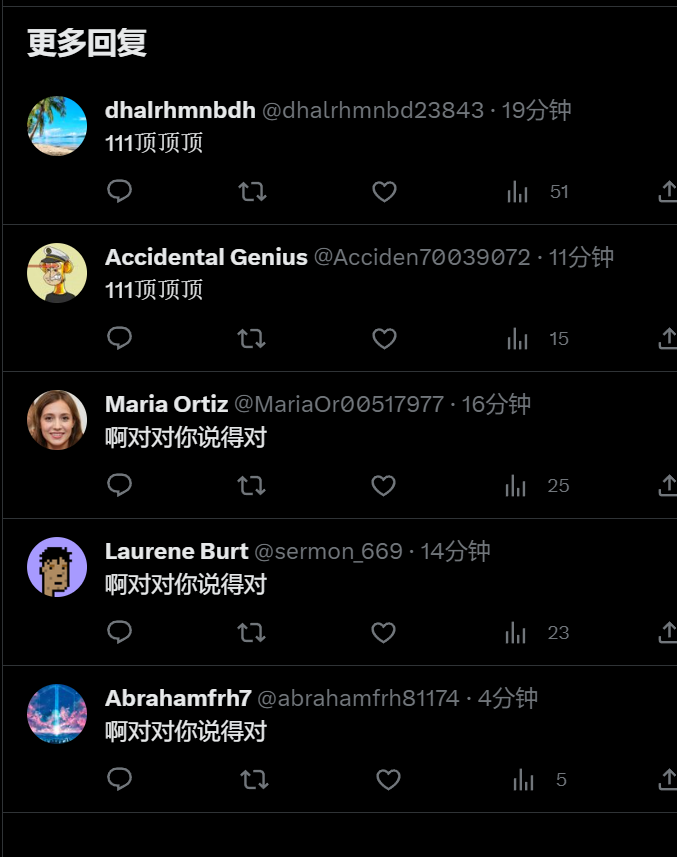 更多回复
dhalrhmnbdh @dhalrhmnbd23843 · 19分钟
111顶顶顶
51
Accidental Genius @Acciden70039072 · 11分钟
111顶顶顶
15
Maria Ortiz @MariaOr00517977 · 16分钟
啊对对你说得对
25
Laurene Burt @sermon_669 · 14分钟
啊对对你说得对
23
Abrahamfrh7 @abrahamfrh81174 · 4分钟
啊对对你说得对
5